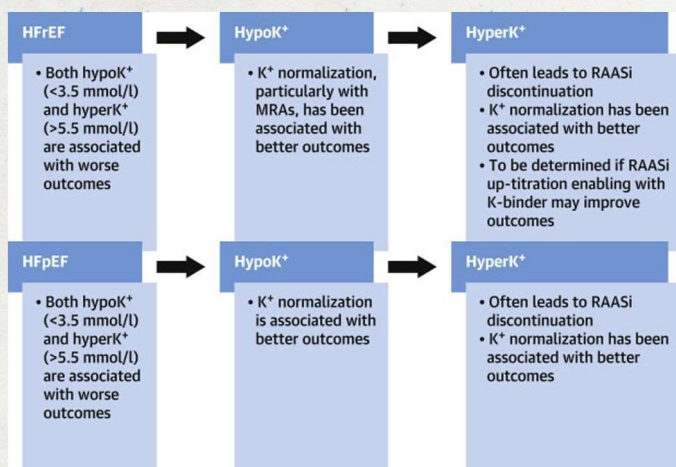 HFrEF
• Both hypoK⁺
(<3.5 mmol/l)
and hyperK⁺
(>5.5 mmol/l)
are associated
with worse
outcomes
HypoK⁺
• K⁺ normalization,
particularly with
MRAs, has been
associated with
better outcomes
HyperK⁺
• Often leads to RAASi
discontinuation
• K⁺ normalization has been
associated with better
outcomes
• To be determined if RAASi
up-titration enabling with
K-binder may improve
outcomes
HFpEF
• Both hypoK⁺
(<3.5 mmol/l)
and hyperK⁺
(>5.5 mmol/l)
are associated
with worse
outcomes
HypoK⁺
• K⁺ normalization
is associated with
better outcomes
HyperK⁺
• Often leads to RAASi
discontinuation
• K⁺ normalization has been
associated with better
outcomes